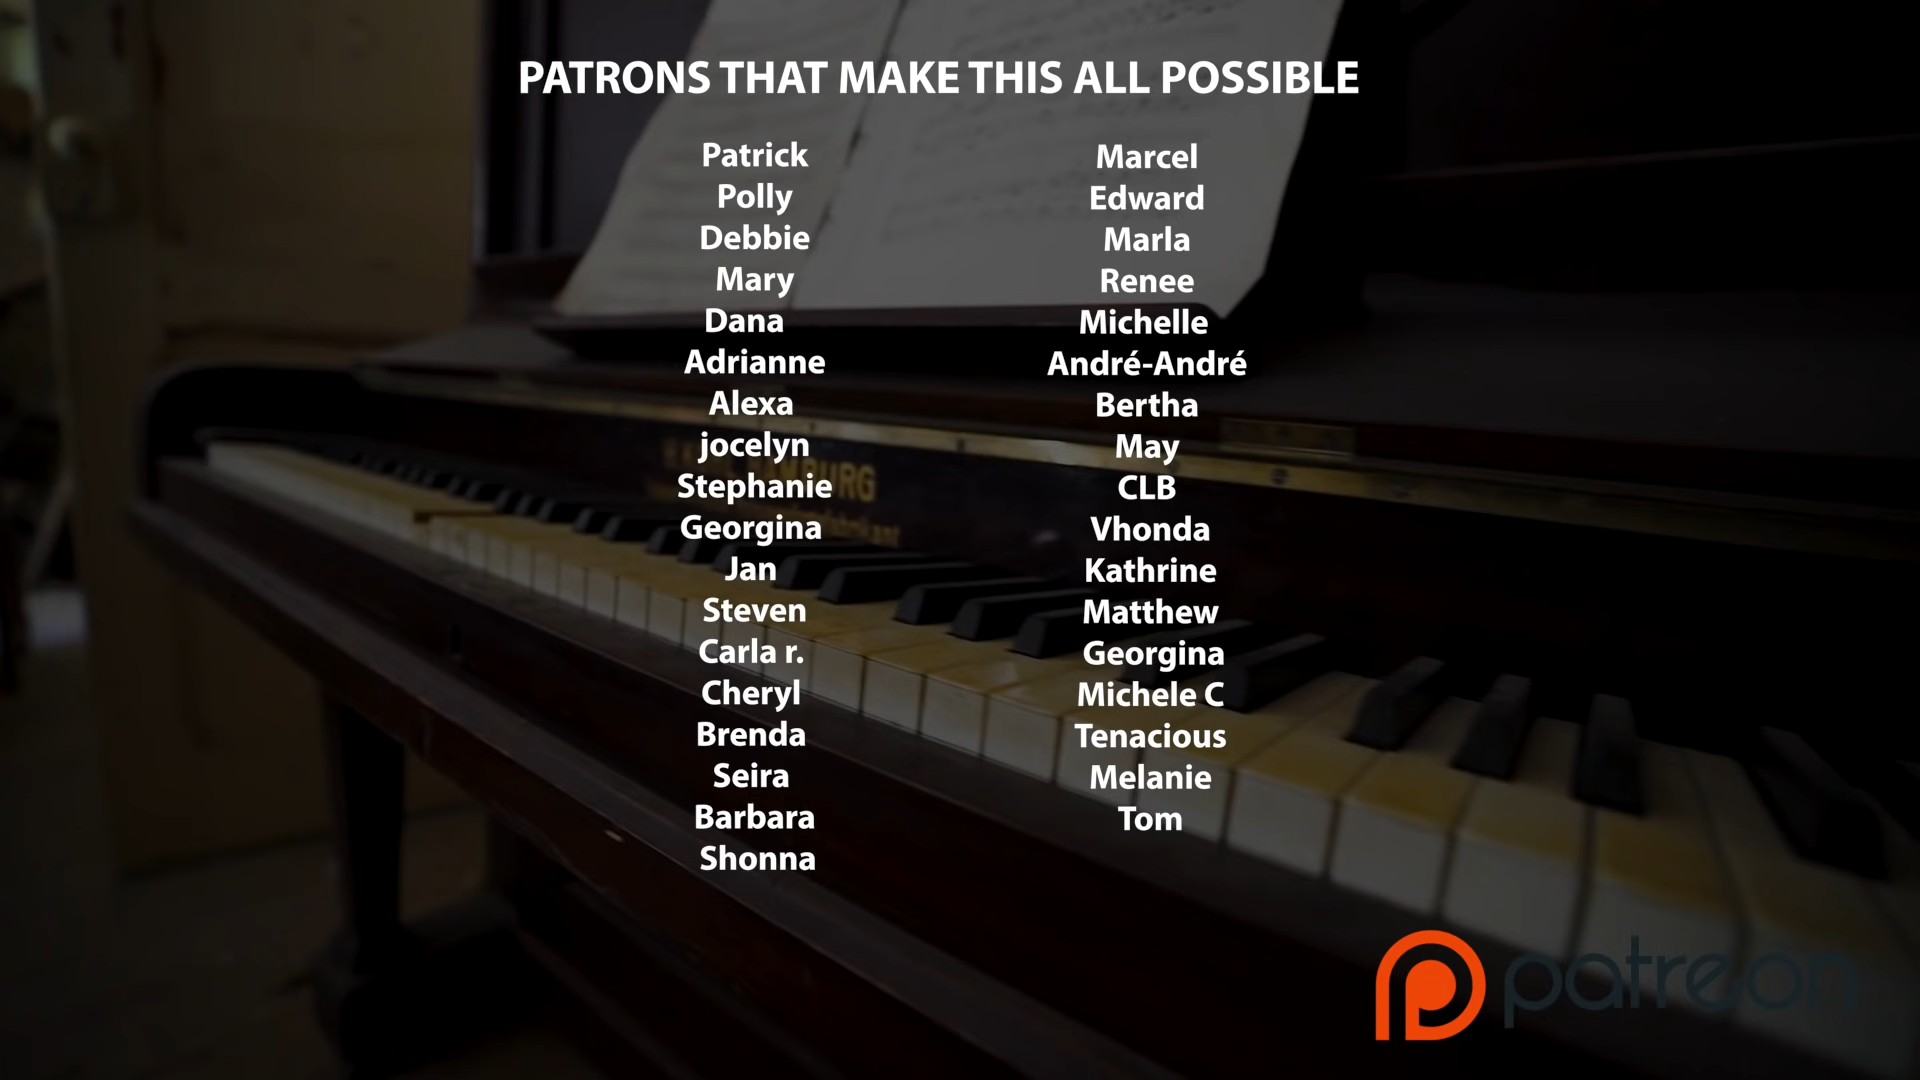 PATRONS THAT MAKE THIS ALL POSSIBLE
Patrick
Polly
Debbie
Mary
Dana
Adrianne
Alexa
jocelyn
Stephanie
Georgina
Jan
Steven
Carla r.
Cheryl
Brenda
Seira
Barbara
Shonna
Marcel
Edward
Marla
Renee
Michelle
André-André
Bertha
May
CLB
Vhonda
Kathrine
Matthew
Georgina
Michele C
Tenacious
Melanie
Tom
patreon